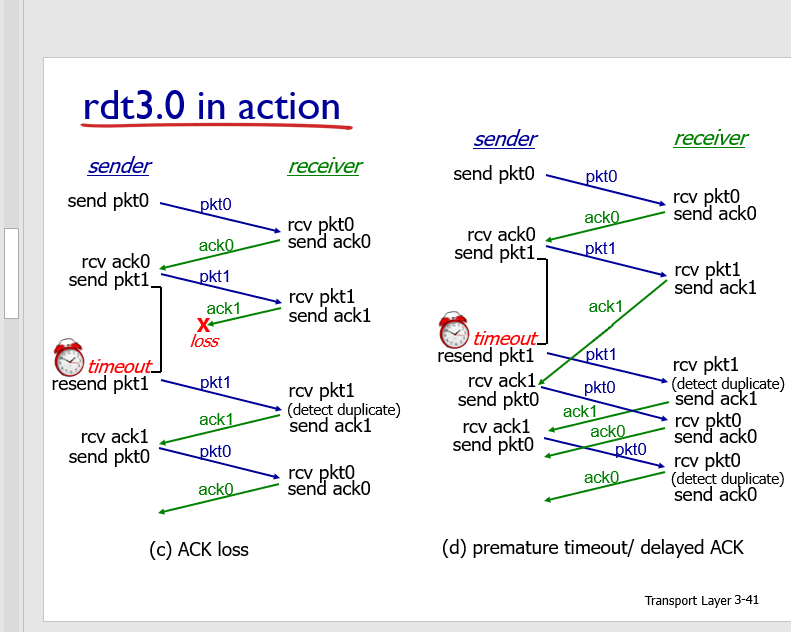 rdt3.0 in action
sender
receiver
send pkt0
pkt0
rcv pkt0
send ack0
ack0
rcv ack0
send pkt1
pkt1
rcv pkt1
send ack1
ack1
X
loss
timeout
resend pkt1
pkt1
rcv pkt1
(detect duplicate)
send ack1
ack1
rcv ack1
send pkt0
pkt0
rcv pkt0
send ack0
ack0
(c) ACK loss
sender
receiver
send pkt0
pkt0
rcv pkt0
send ack0
ack0
rcv ack0
send pkt1
pkt1
rcv pkt1
send ack1
ack1
timeout
resend pkt1
pkt1
rcv pkt1
(detect duplicate)
send ack1
rcv ack1
send pkt0
pkt0
ack1
rcv pkt0
send ack0
rcv ack1
send pkt0
ack0
pkt0
rcv pkt0
(detect duplicate)
send ack0
ack0
(d) premature timeout/ delayed ACK
Transport Layer 3-41